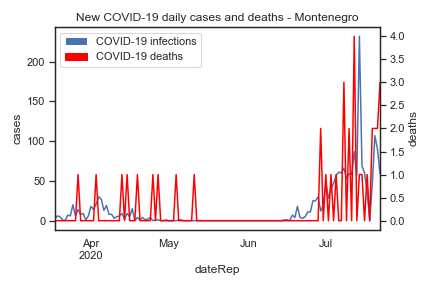 New COVID-19 daily cases and deaths - Montenegro
COVID-19 infections
COVID-19 deaths
200
150
100
50
0
cases
4.0
3.5
3.0
2.5
2.0
1.5
1.0
0.5
0.0
deaths
Apr
2020
May
Jun
Jul
dateRep